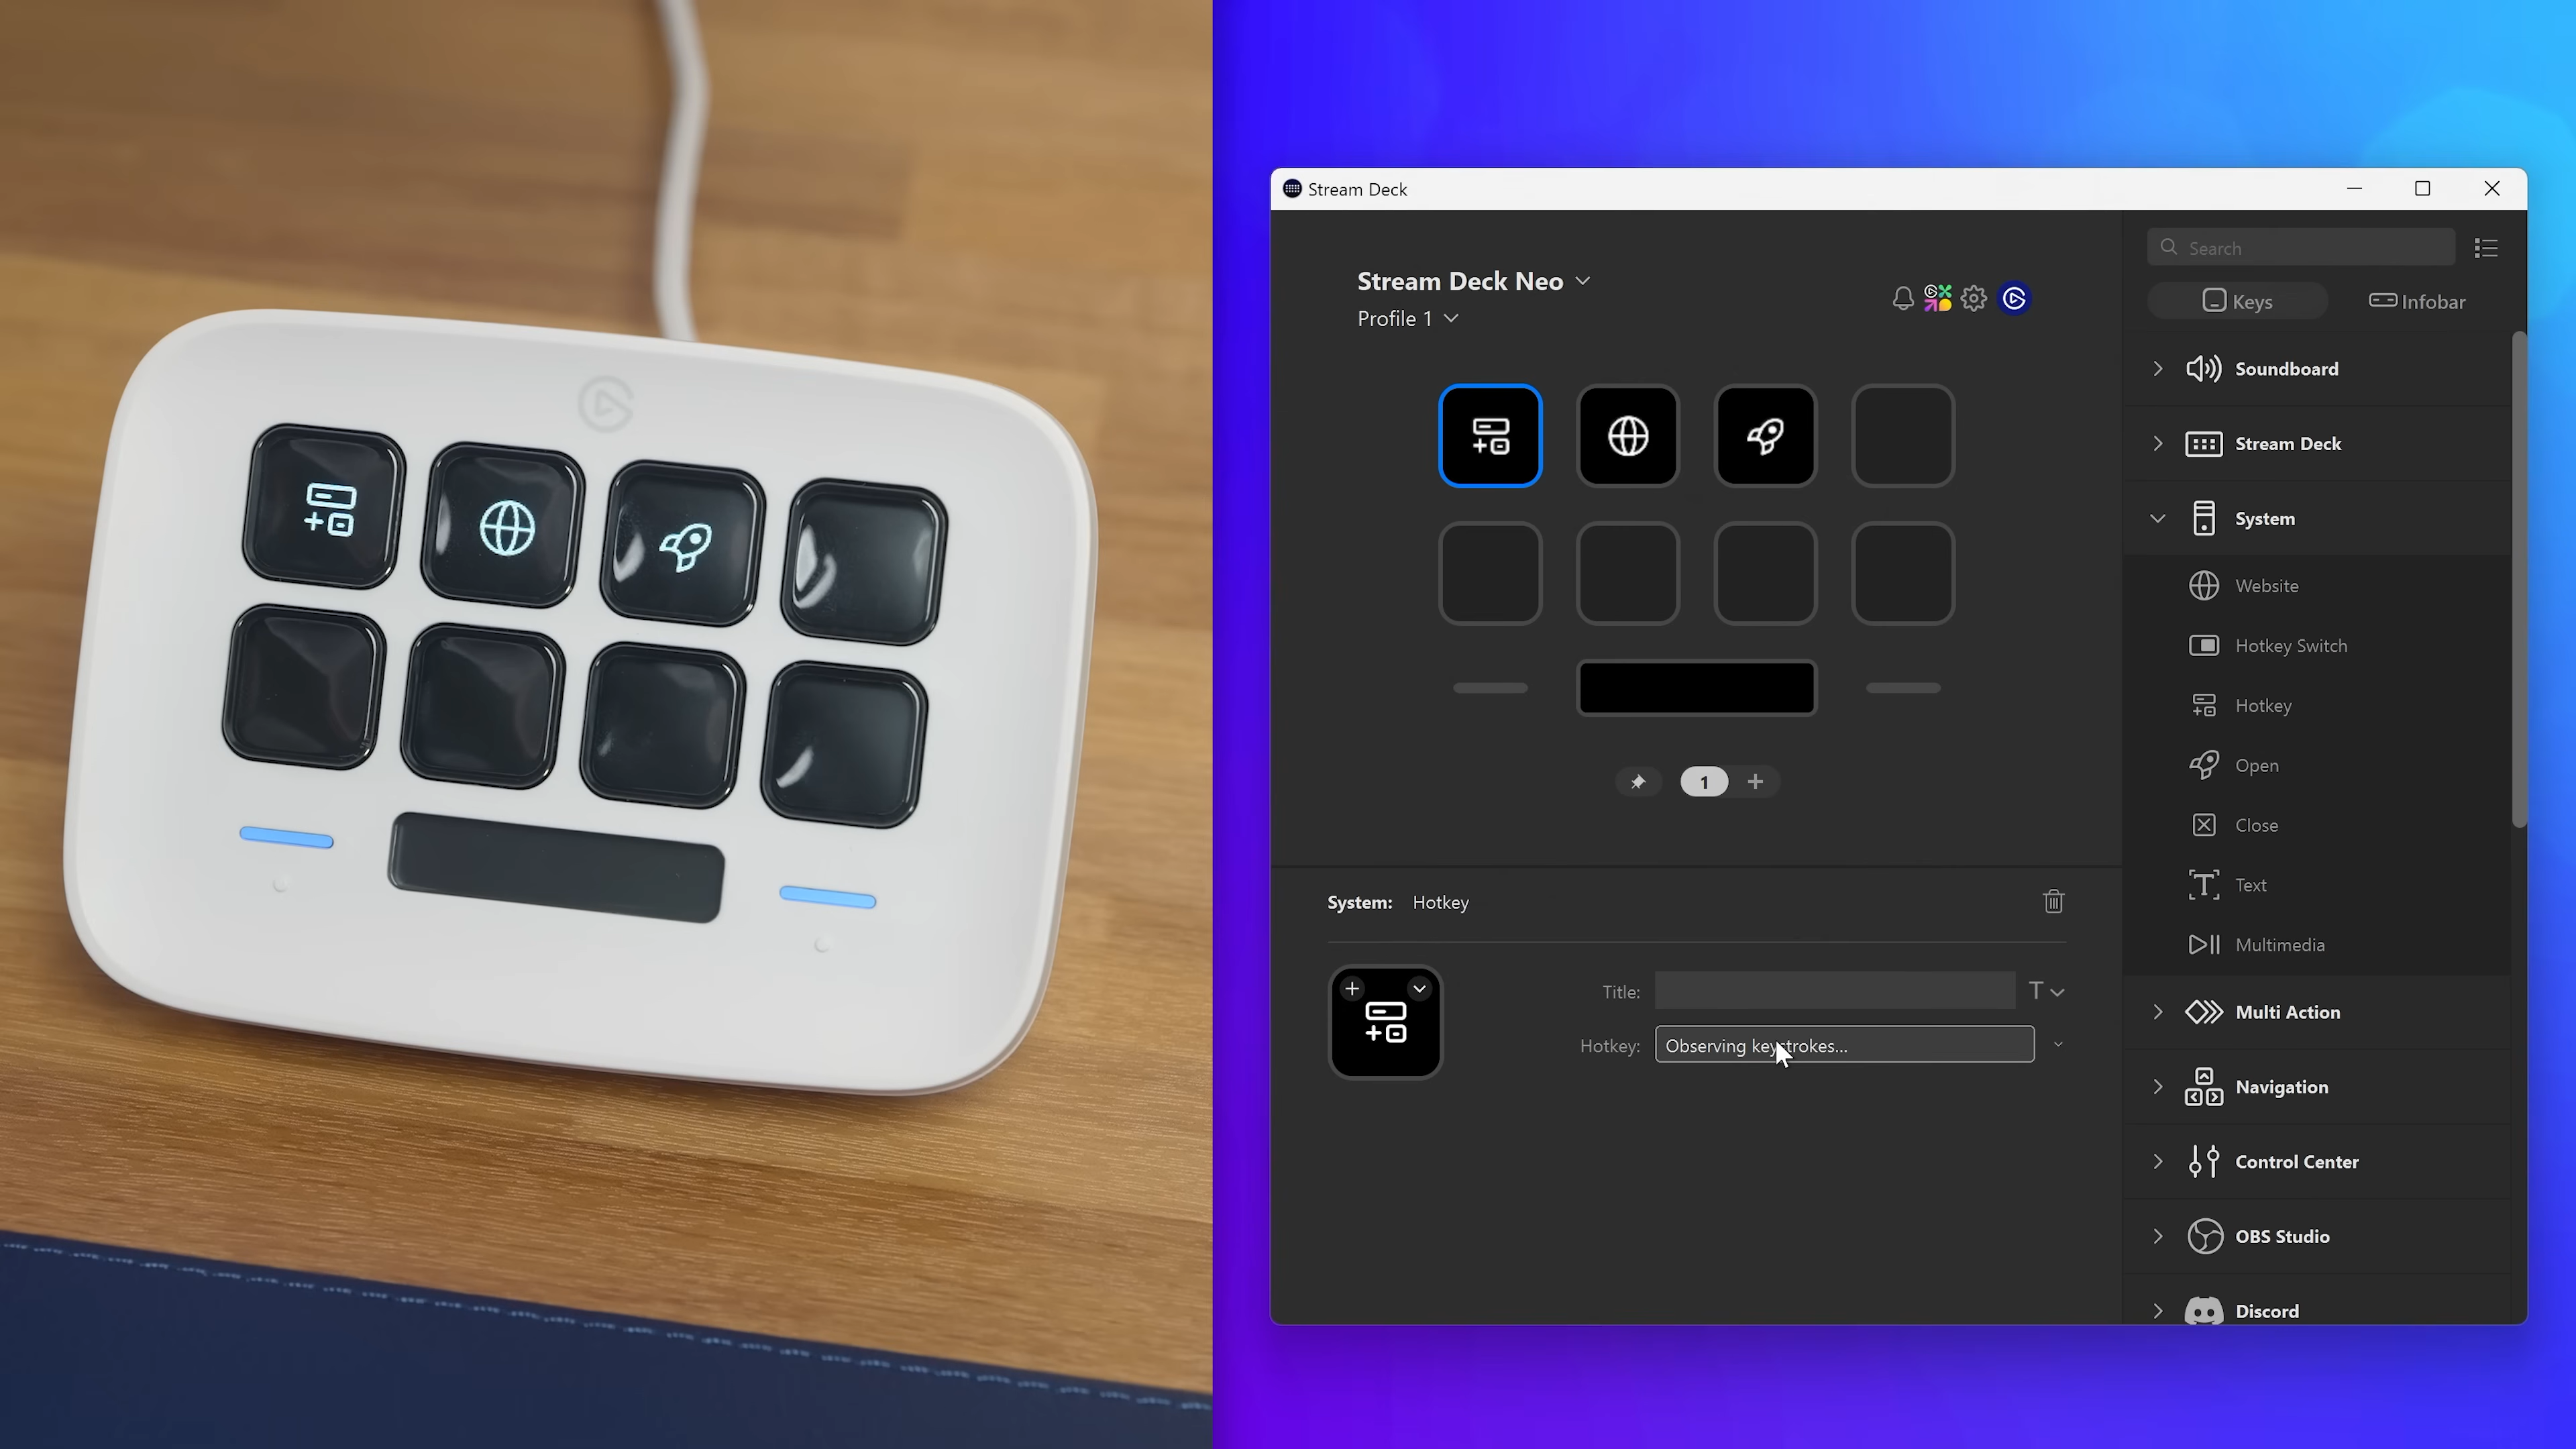 Stream Deck
Stream Deck Neo
Profile 1
1
System: Hotkey
Title:
T
Hotkey: Observing keystrokes...
Search
Keys
Infobar
Soundboard
Stream Deck
System
Website
Hotkey Switch
Hotkey
Open
Close
Text
Multimedia
Multi Action
Navigation
Control Center
OBS Studio
Discord